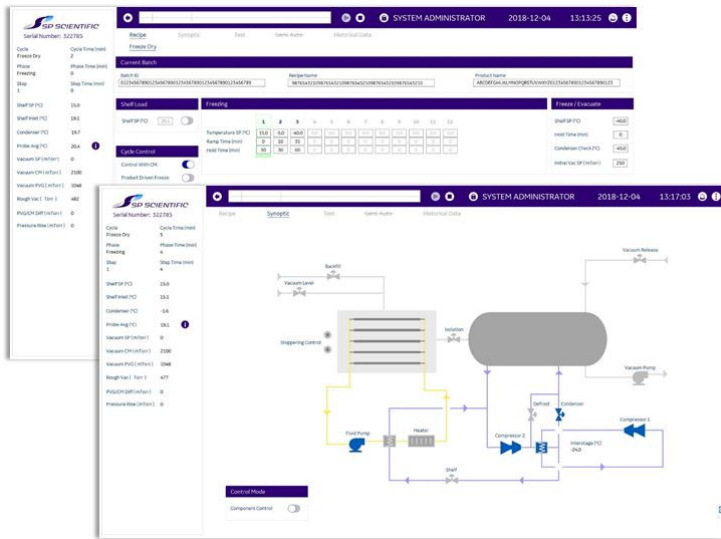 SP SCIENTIFIC
Serial Number: 322785
SYSTEM ADMINISTRATOR 2018-12-04 13:13:25
Recipe Synoptic Test Semi-Auto Historical Data
Freeze Dry
Cycle Cycle Time (min)
Freeze Dry 2
Phase Phase Time (min)
Freezing 0
Step Step Time (min)
1 0
Shelf SP (°C) 15.0
Shelf Inlet (°C)
Condenser (°C)
Probe Avg (°C) 20.4
Vacuum SP (mTorr) 0
Vacuum CM (mTorr) 2100
Vacuum PVG (mTorr) 1048
Rough Vac ( Torr ) 482
PVG/CM Diff (mTorr) 0
Pressure Rise (mTorr) 0
Current Batch
Batch ID Recipe Name Product Name
Shelf Load
Shelf SP (°C)
Freezing
1 2 3 4 5 6 7 8 9 10 11 12
Temperature SP (°C) 15.0 -5.0 -40.0
Ramp Time (min) 0 20 35
Hold Time (min) 30 30 60
Freeze / Evacuate
Shelf SP (°C) -40.0
Hold Time (min) 0
Condenser Check (°C) -40.0
Initial Vac SP (mTorr) 250
Cycle Control
Control With CM
Product Driven Freeze
SP SCIENTIFIC
Serial Number: 322785
SYSTEM ADMINISTRATOR 2018-12-04 13:17:03
Recipe Synoptic Test Semi-Auto Historical Data
Cycle Cycle Time (min)
Freeze Dry 5
Phase Phase Time (min)
Freezing 4
Step Step Time (min)
1 4
Shelf SP (°C) 15.0
Shelf Inlet (°C) 15.1
Condenser (°C)
Probe Avg (°C) 19.1
Vacuum SP (mTorr) 0
Vacuum CM (mTorr) 2100
Vacuum PVG (mTorr) 1048
Rough Vac ( Torr ) 477
PVG/CM Diff (mTorr) 0
Pressure Rise (mTorr) 0
Backfill
Vacuum Level
Vacuum Release
Stoppering Control
Isolation
Vacuum Pump
Defrost Condenser
Compressor 1
Fluid Pump Heater
Compressor 2
Interstage (°C)
-24.0
Shelf
Control Mode
Component Control